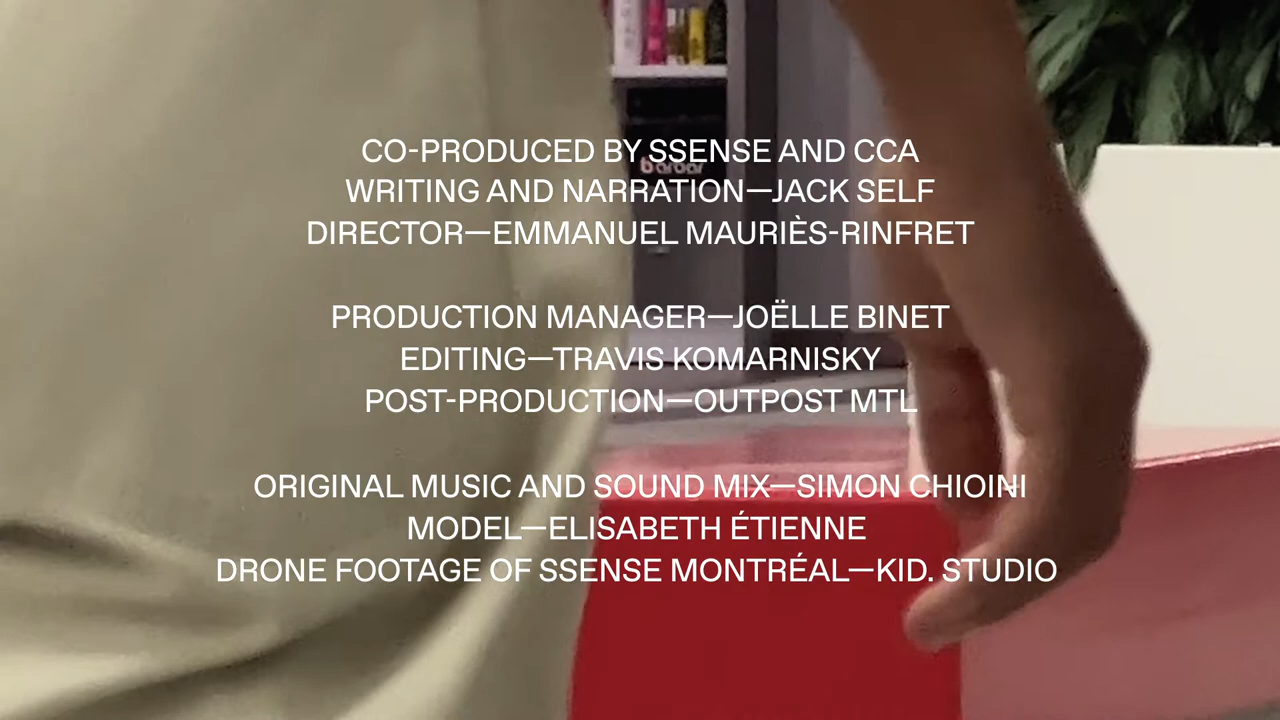 CO-PRODUCED BY SSENSE AND CCA
WRITING AND NARRATION—JACK SELF
DIRECTOR—EMMANUEL MAURIÈS-RINFRET
PRODUCTION MANAGER—JOËLLE BINET
EDITING—TRAVIS KOMARNISKY
POST-PRODUCTION—OUTPOST MTL
ORIGINAL MUSIC AND SOUND MIX—SIMON CHIOINI
MODEL—ELISABETH ÉTIENNE
DRONE FOOTAGE OF SSENSE MONTRÉAL—KID. STUDIO